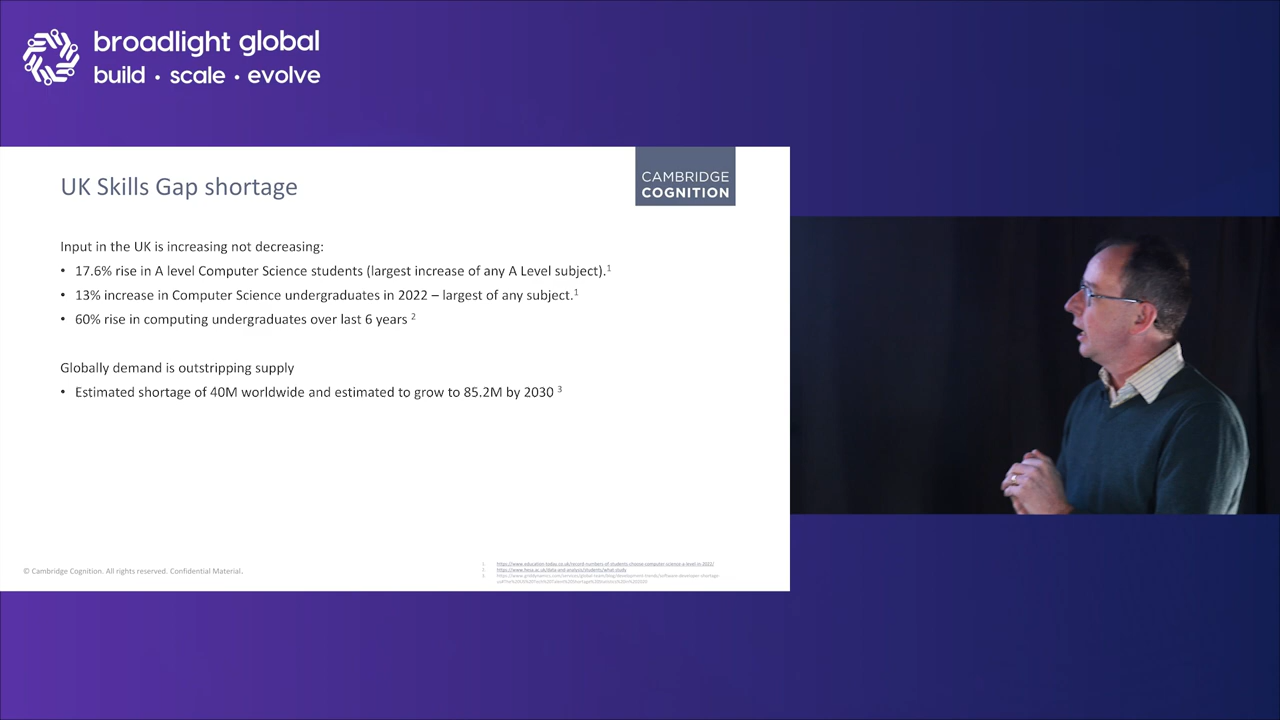 broadlight global
build • scale • evolve
UK Skills Gap shortage
CAMBRIDGE
COGNITION
Input in the UK is increasing not decreasing:
• 17.6% rise in A level Computer Science students (largest increase of any A Level subject).1
• 13% increase in Computer Science undergraduates in 2022 – largest of any subject.1
• 60% rise in computing undergraduates over last 6 years 2
Globally demand is outstripping supply
• Estimated shortage of 40M worldwide and estimated to grow to 85.2M by 2030 3
© Cambridge Cognition. All rights reserved. Confidential Material.